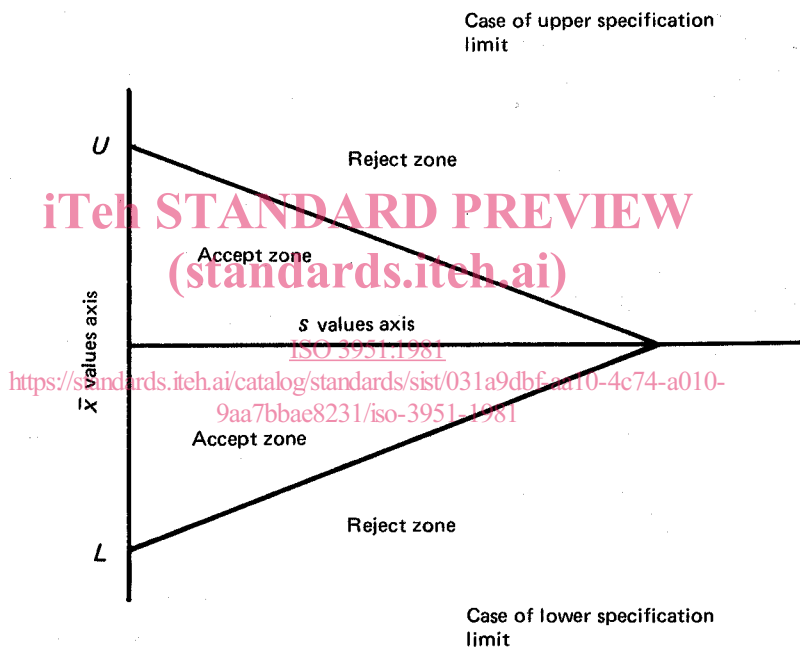 Case of upper specification
limit
U
Reject zone
iTeh STANDARD PREVIEW
Accept zone
(standards.iteh.ai)
s values axis
ISO 3951:1981
x̄ values axis
https://standards.iteh.ai/catalog/standards/sist/031a9dbf-aa10-4c74-a010-
9aa7bbae8231/iso-3951-1981
Accept zone
Reject zone
L
Case of lower specification
limit